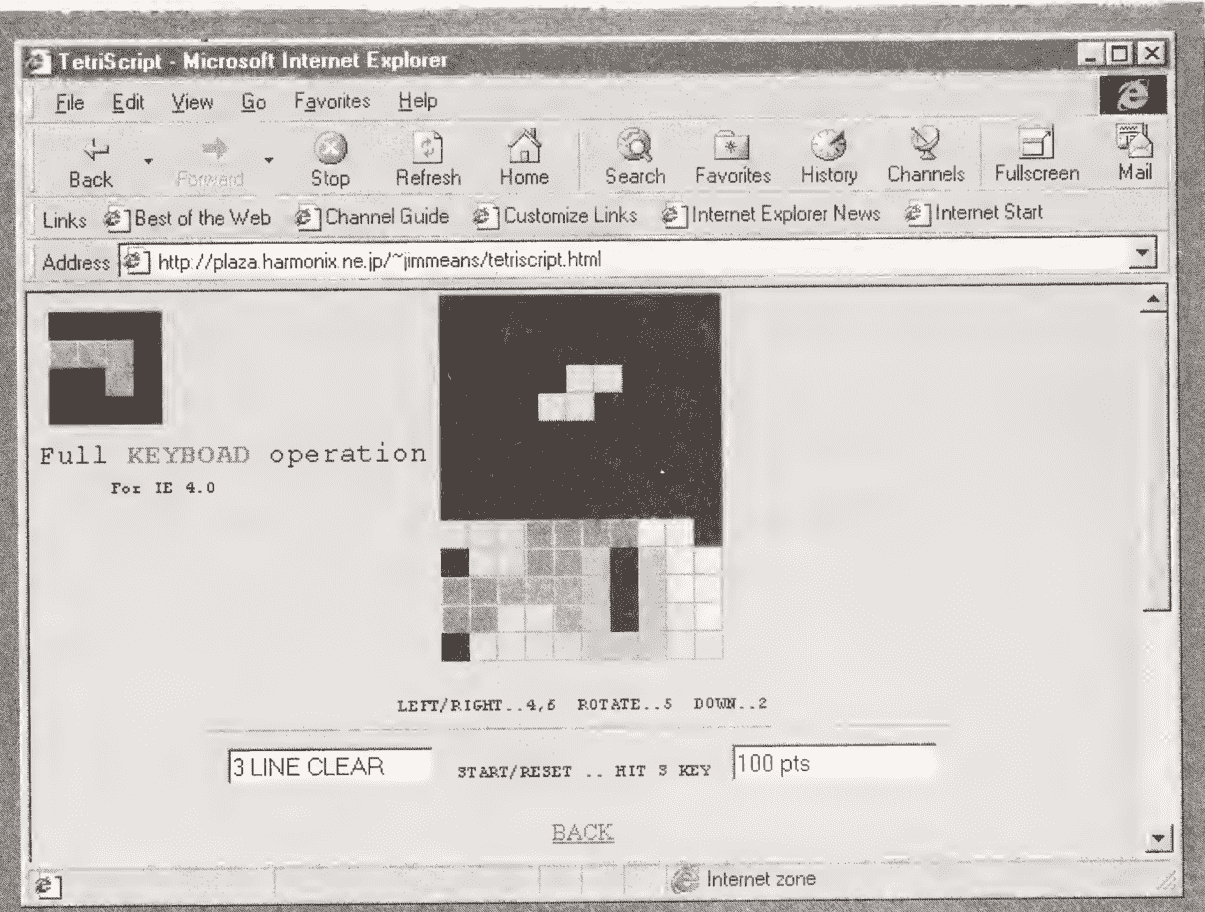 TetriScript - Microsoft Internet Explorer
File Edit View Go Favorites Help
Back Forward Stop Refresh Home Search Favorites History Channels Fullscreen Mail
Links Best of the Web Channel Guide Customize Links Internet Explorer News Internet Start
Address http://plaza.harmonix.ne.jp/~jimmeans/tetriscript.html
Full KEYBOAD operation
For IE 4.0
LEFT/RIGHT..4,6 ROTATE..5 DOWN..2
3 LINE CLEAR START/RESET .. HIT S KEY 100 pts
BACK
Internet zone